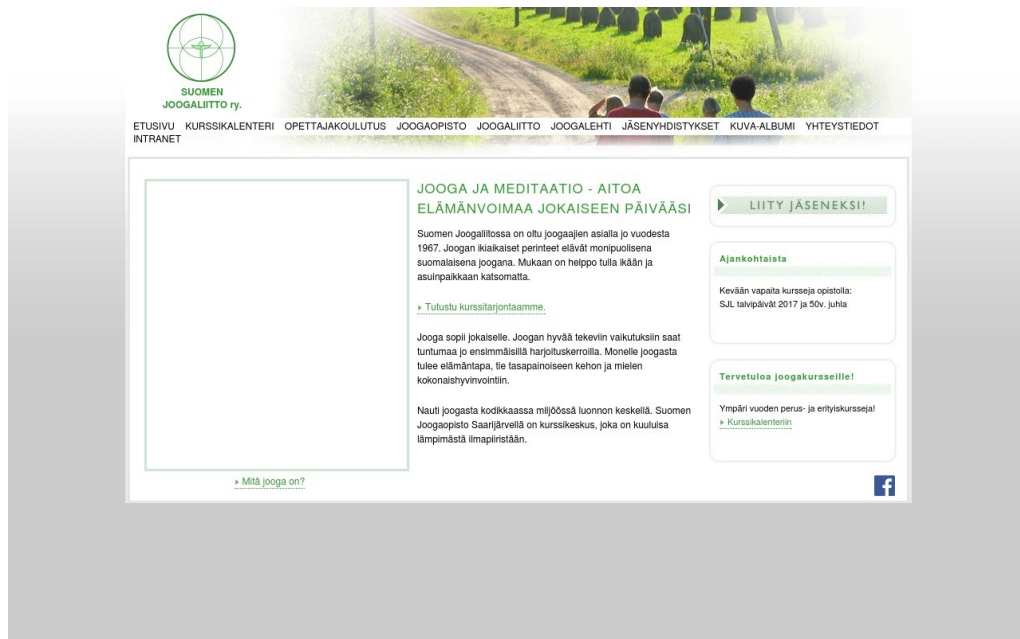 SUOMEN
JOOGALIITTO ry.
ETUSIVU KURSSIKALENTERI OPETTAJAKOULUTUS JOOGAOPISTO JOOGALIITTO JOOGALEHTI JÄSENYHDISTYKSET KUVA-ALBUMI YHTEYSTIEDOT
INTRANET
JOOGA JA MEDITAATIO - AITOA
ELÄMÄNVOIMAA JOKAISEEN PÄIVÄÄSI
Suomen Joogaliitossa on oltu joogaajien asialla jo vuodesta
1967. Joogan ikiaikaiset perinteet elävät monipuolisena
suomalaisena joogana. Mukaan on helppo tulla ikään ja
asuinpaikkaan katsomatta.
Tutustu kurssitarjontaamme.
Jooga sopii jokaiselle. Joogan hyvää tekeviin vaikutuksiin saat
tuntumaa jo ensimmäisillä harjoituskerroilla. Monelle joogasta
tulee elämäntapa, tie tasapainoiseen kehon ja mielen
kokonaishyvinvointiin.
Nauti joogasta kodikkaassa miljöössä luonnon keskellä. Suomen
Joogaopisto Saarijärvellä on kurssikeskus, joka on kuuluisa
lämpimästä ilmapiiristään.
Mitä jooga on?
LIITY JÄSENEKSI!
Ajankohtaista
Kevään vapaita kursseja opistolla:
SJL talvipäivät 2017 ja 50v. juhla
Tervetuloa joogakursseille!
Ympäri vuoden perus- ja erityiskursseja!
Kurssikalenteriin